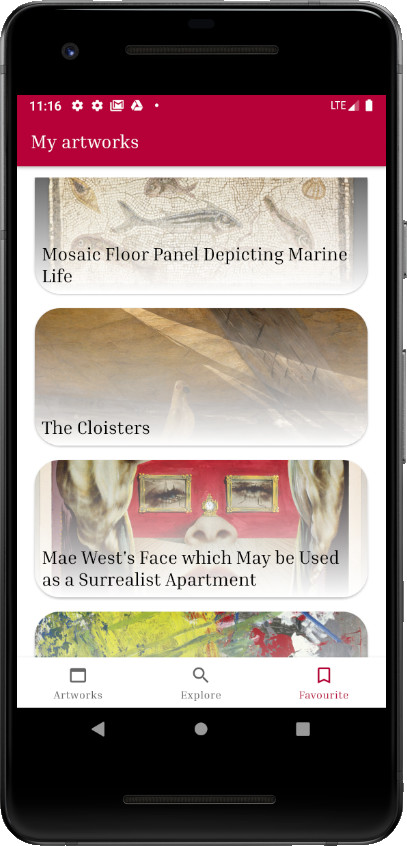 11:16
LTE
My artworks
Mosaic Floor Panel Depicting Marine
Life
The Cloisters
Mae West's Face which May be Used
as a Surrealist Apartment
Artworks
Explore
Favourite